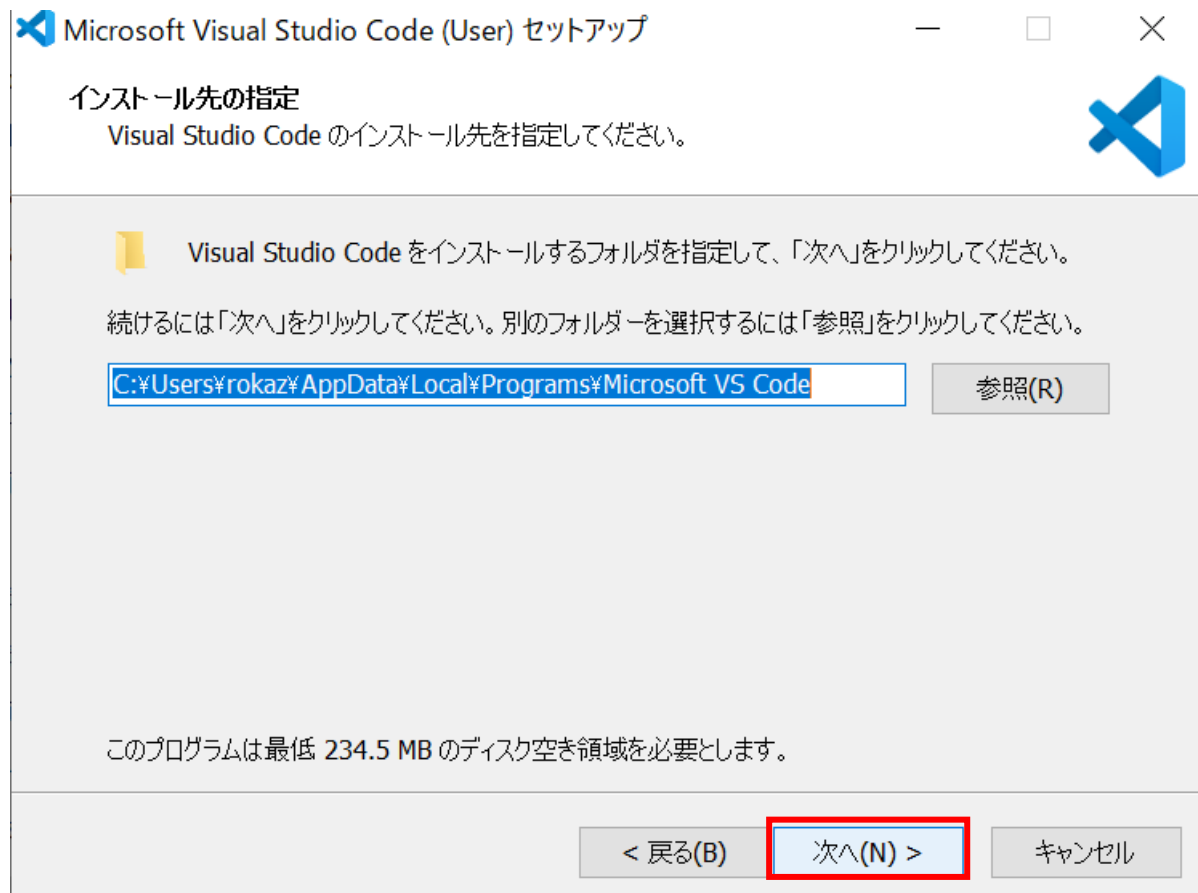 Microsoft Visual Studio Code (User) セットアップ
インストール先の指定
Visual Studio Code のインストール先を指定してください。
Visual Studio Code をインストールするフォルダを指定して、「次へ」をクリックしてください。
続けるには「次へ」をクリックしてください。別のフォルダーを選択するには「参照」をクリックしてください。
C:¥Users¥rokaz¥AppData¥Local¥Programs¥Microsoft VS Code
参照(R)
このプログラムは最低 234.5 MB のディスク空き領域を必要とします。
< 戻る(B) 次へ(N) > キャンセル